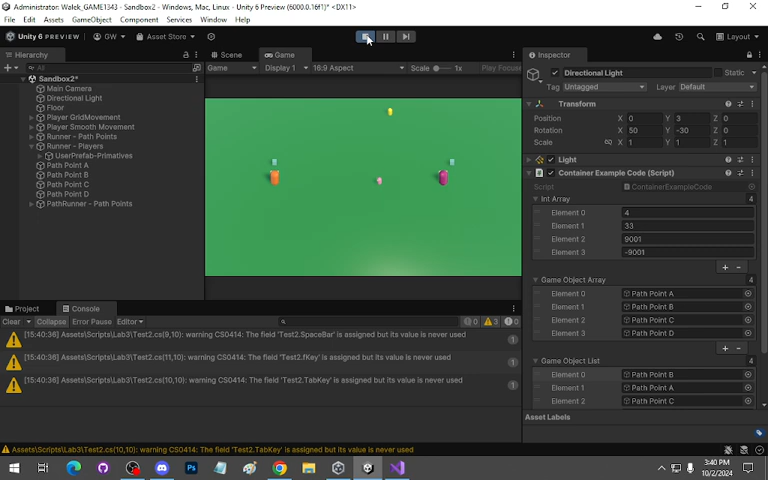 Administrator: Walek_GAME1343 - Sandbox2 - Windows, Mac, Linux - Unity 6 Preview (6000.0.16f1)* <DX11>
File Edit Assets GameObject Component Services Window Help
Unity 6 PREVIEW GW Asset Store Layout
Hierarchy Scene Game Inspector
All Game Display 1 16:9 Aspect Scale 1x Play Focused
Directional Light Static
Tag Untagged Layer Default
Sandbox2*
Main Camera
Directional Light
Floor
Player GridMovement
Player Smooth Movement
Runner - Path Points
Runner - Players
UserPrefab-Primatives
Path Point A
Path Point B
Path Point C
Path Point D
PathRunner - Path Points
Transform
Position X 0 Y 3 Z 0
Rotation X 50 Y -30 Z 0
Scale X 1 Y 1 Z 1
Light
Container Example Code (Script)
Script ContainerExampleCode
Int Array 4
Element 0 4
Element 1 33
Element 2 9001
Element 3 -9001
Game Object Array 4
Element 0 Path Point A
Element 1 Path Point B
Element 2 Path Point C
Element 3 Path Point D
Game Object List 4
Element 0 Path Point B
Element 1 Path Point A
Element 2 Path Point C
Asset Labels
Project Console
Clear Collapse Error Pause Editor 0 3 0
[15:40:36] Assets\Scripts\Lab3\Test2.cs(9,10): warning CS0414: The field 'Test2.SpaceBar' is assigned but its value is never used 1
[15:40:36] Assets\Scripts\Lab3\Test2.cs(11,10): warning CS0414: The field 'Test2.fKey' is assigned but its value is never used 1
[15:40:36] Assets\Scripts\Lab3\Test2.cs(10,10): warning CS0414: The field 'Test2.TabKey' is assigned but its value is never used 1
Assets\Scripts\Lab3\Test2.cs(10,10): warning CS0414: The field 'Test2.TabKey' is assigned but its value is never used
3:40 PM
10/2/2024